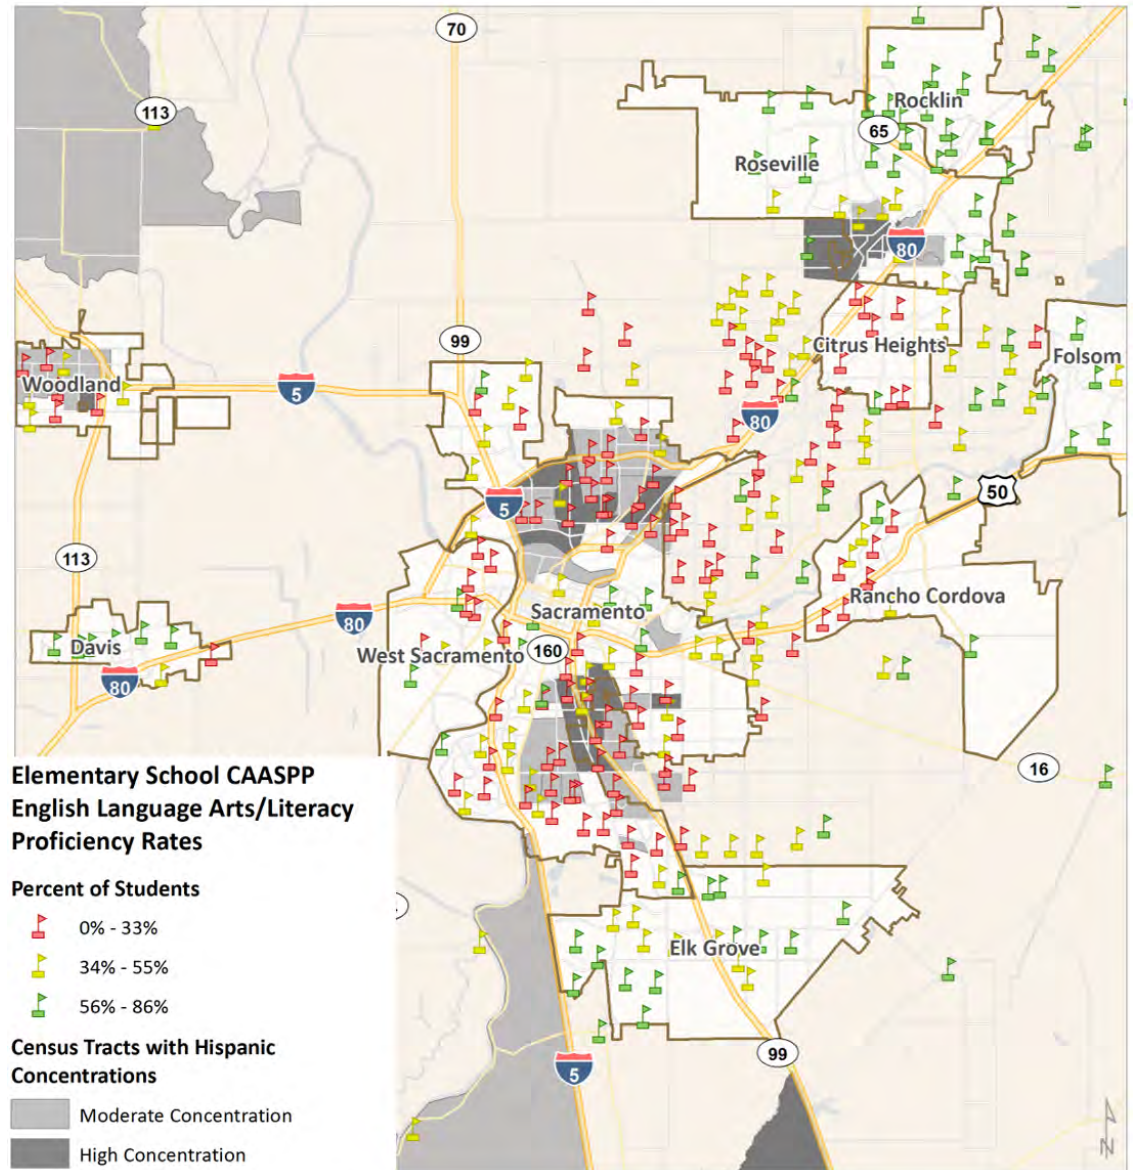 70
113
Rocklin
65
Roseville
80
99
Citrus Heights
Folsom
Woodland
5
80
5
50
113
Rancho Cordova
Sacramento
80
Davis
West Sacramento
160
80
5
16
Elementary School CAASPP
English Language Arts/Literacy
Proficiency Rates
Percent of Students
0% - 33%
34% - 55%
56% - 86%
Elk Grove
Census Tracts with Hispanic
Concentrations
99
5
Moderate Concentration
High Concentration
N